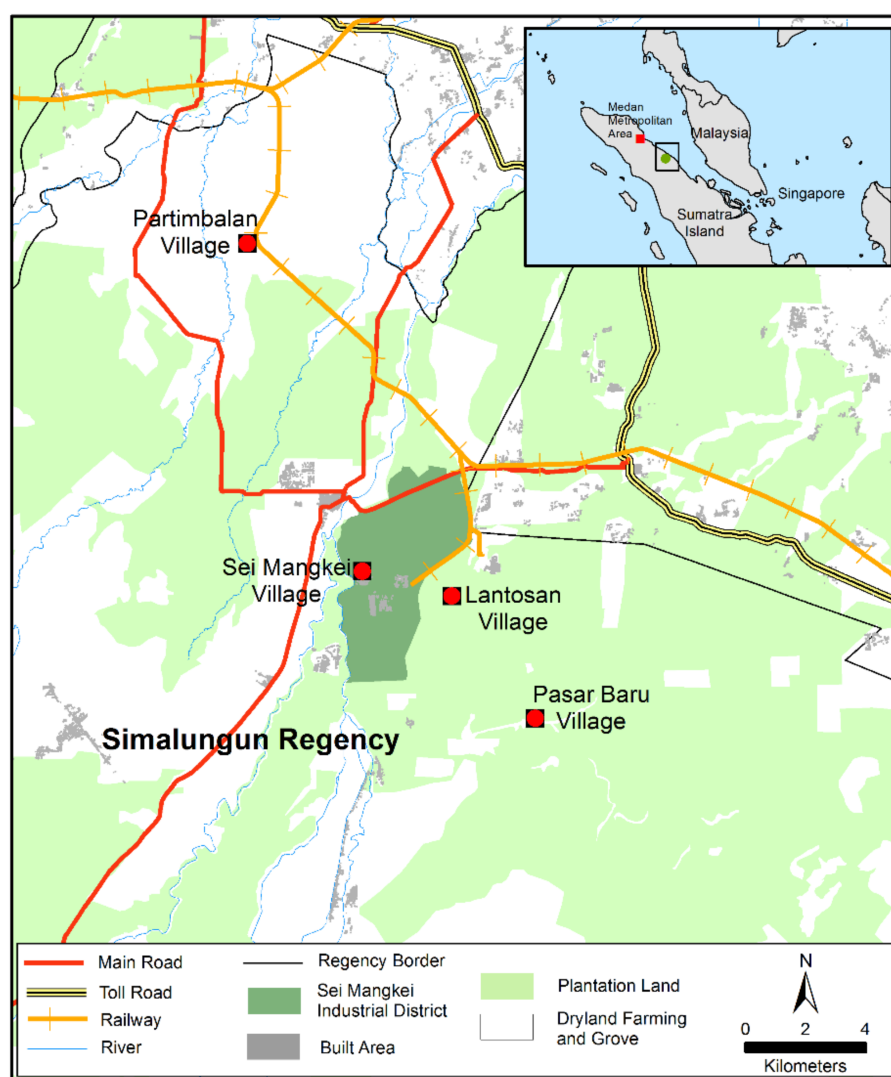 Medan
Metropolitan
Area
Malaysia
Singapore
Sumatra
Island
Partimbalan
Village
Sei Mangkei
Village
Lantosan
Village
Pasar Baru
Village
Simalungun Regency
Main Road
Toll Road
Railway
River
Regency Border
Sei Mangkei
Industrial District
Built Area
Plantation Land
Dryland Farming
and Grove
N
0 2 4
Kilometers